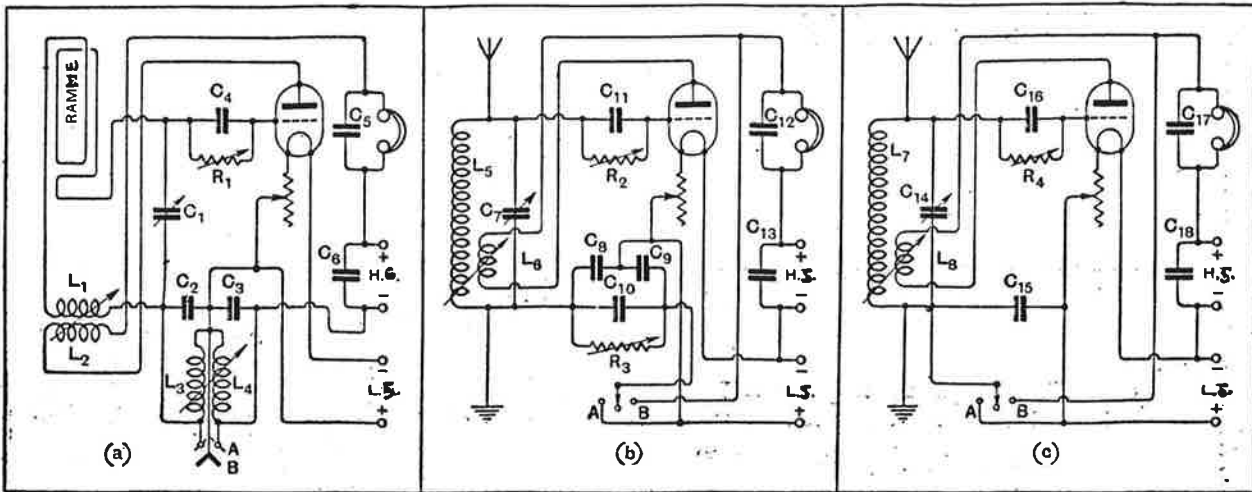 RAMME
C4
C5
R1
C1
C6
+
H.G.
-
L1
C2
C3
L2
L3
L4
-
L.S.
+
A
B
(a)
C11
C12
L5
R2
C7
L6
C8
C9
C13
+
H.S.
-
C10
R3
-
L.S.
+
A
B
(b)
C16
C17
L7
R4
C14
L8
C18
+
H.S.
-
C15
-
L.G.
+
A
B
(c)